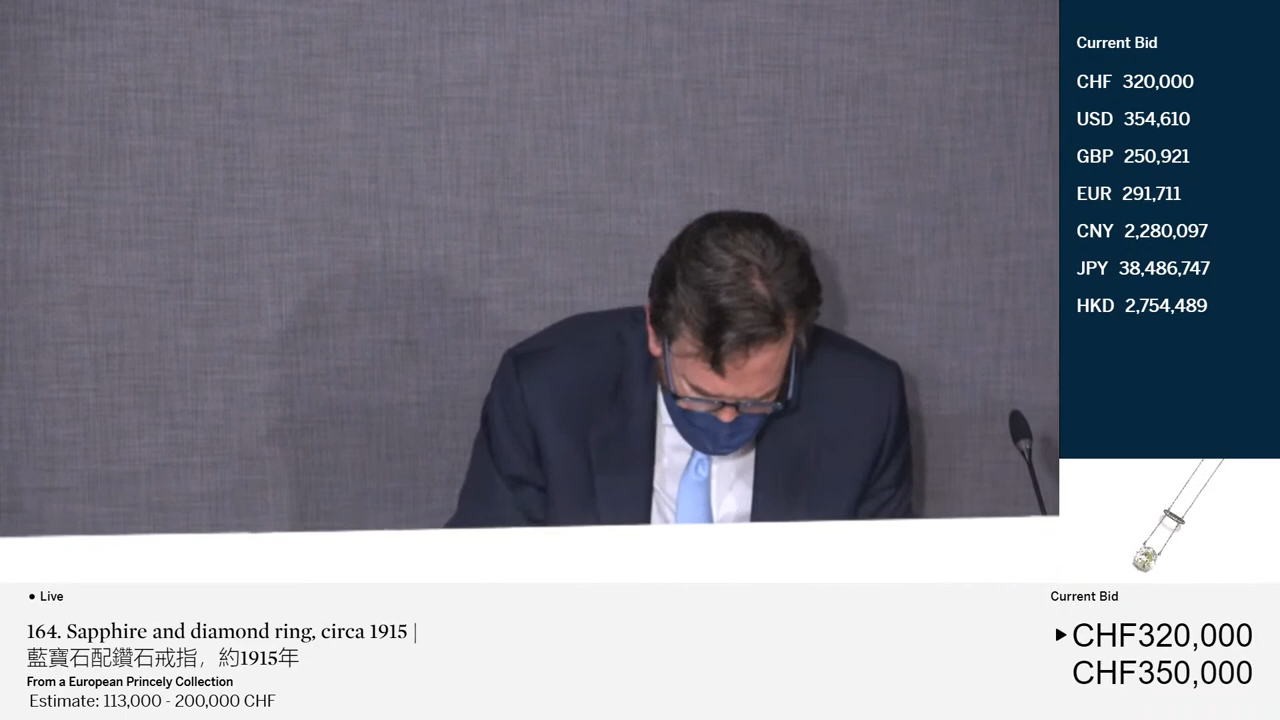 Current Bid
CHF 320,000
USD 354,610
GBP 250,921
EUR 291,711
CNY 2,280,097
JPY 38,486,747
HKD 2,754,489
• Live
164. Sapphire and diamond ring, circa 1915 |
藍寶石配鑽石戒指，約1915年
From a European Princely Collection
Estimate: 113,000 - 200,000 CHF
Current Bid
CHF320,000
CHF350,000